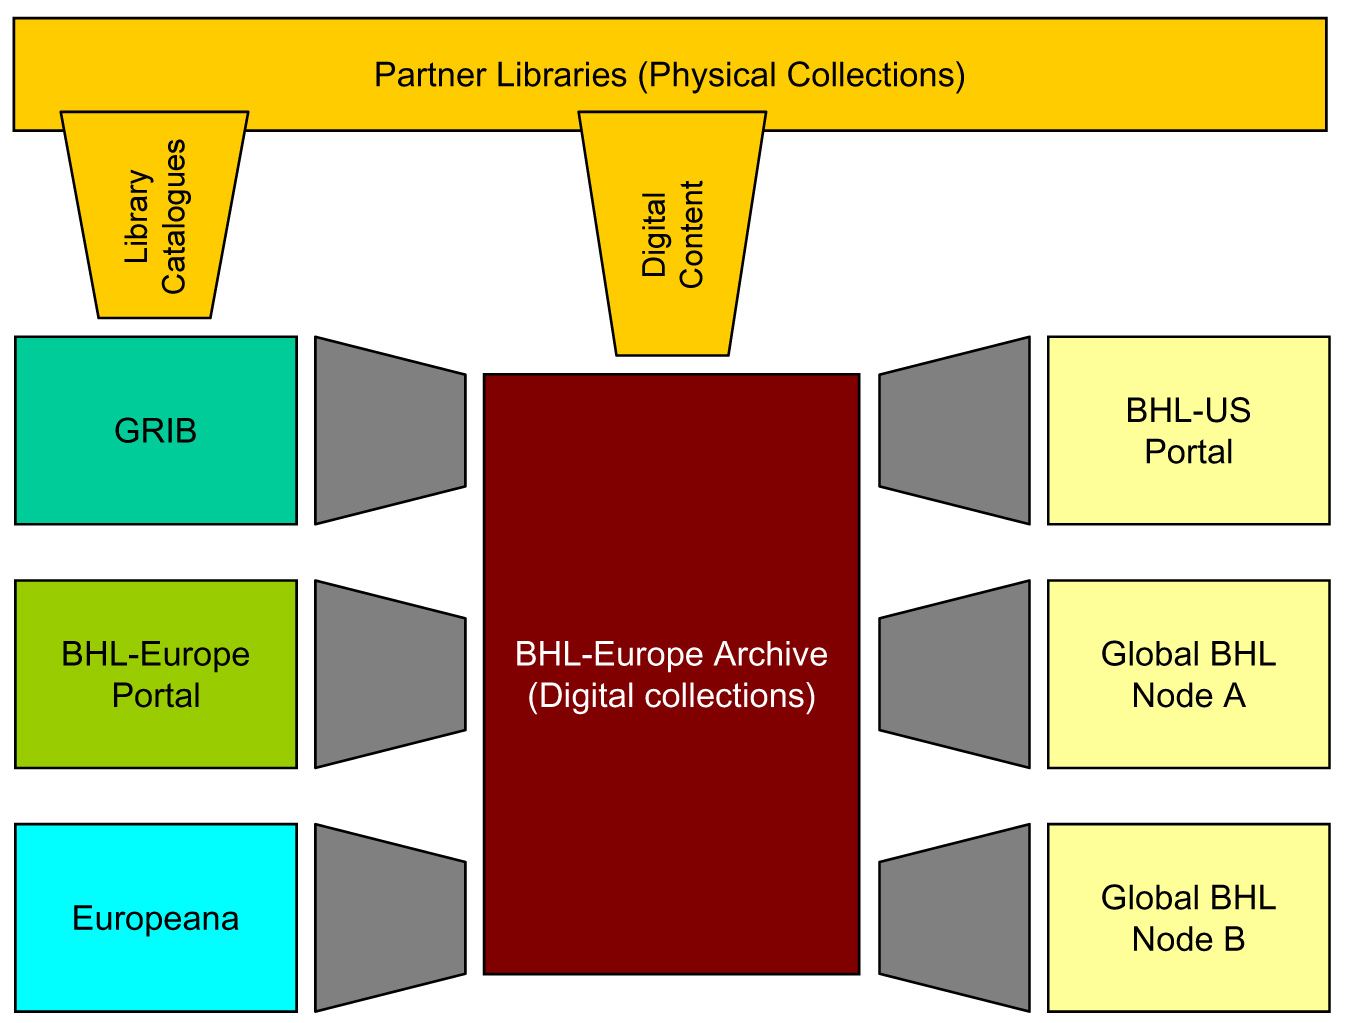 Partner Libraries (Physical Collections)
Library
Catalogues
Digital
Content
GRIB
BHL-US
Portal
BHL-Europe
Portal
BHL-Europe Archive
(Digital collections)
Global BHL
Node A
Europeana
Global BHL
Node B